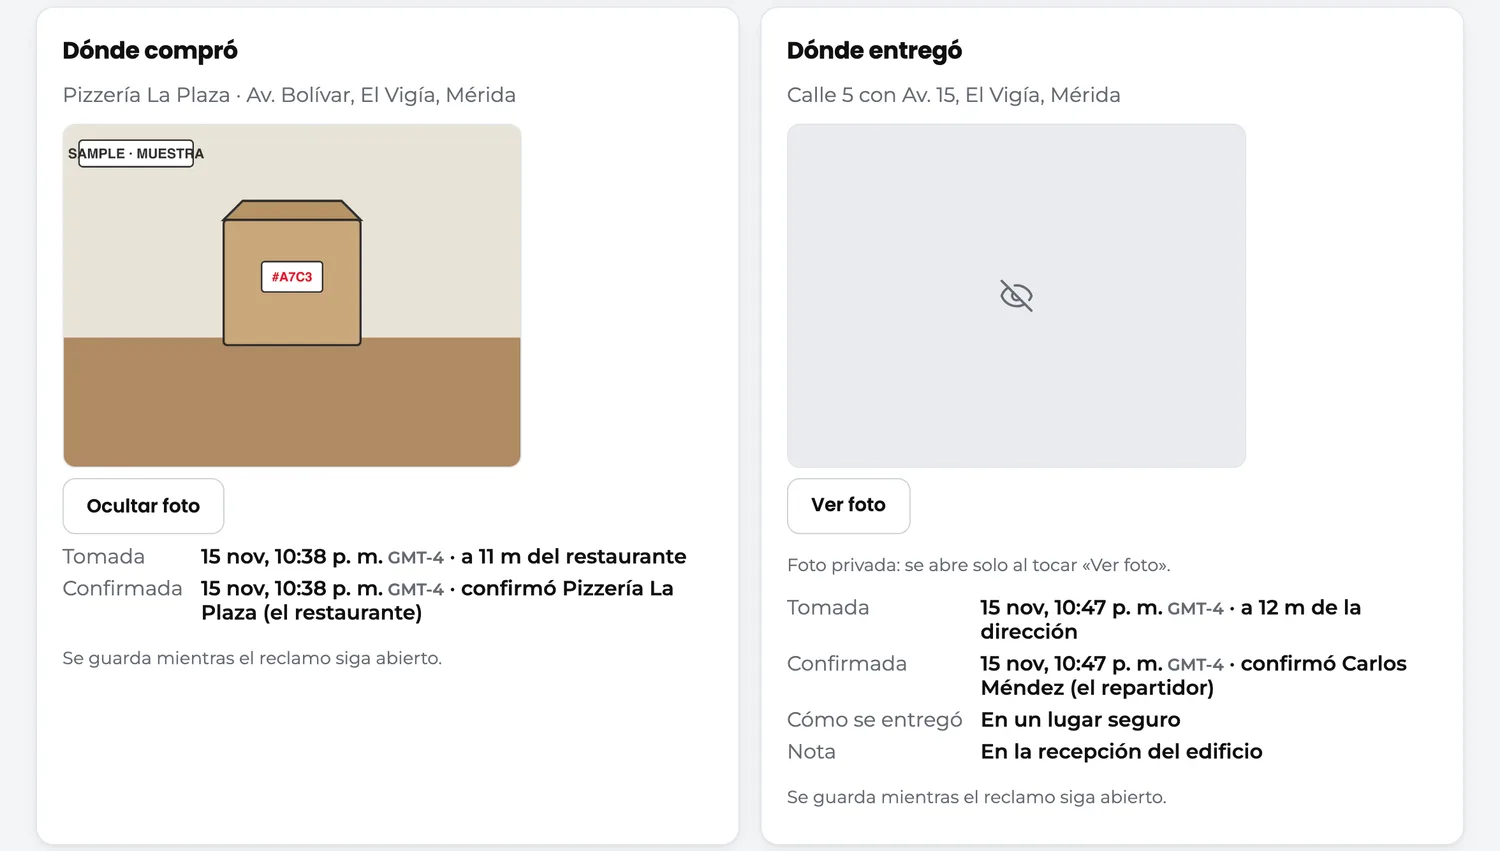 Dónde compró
Pizzería La Plaza · Av. Bolívar, El Vigía, Mérida
SAMPLE · MUESTRA
#A7C3
Ocultar foto
Tomada 15 nov, 10:38 p. m. GMT-4 · a 11 m del restaurante
Confirmada 15 nov, 10:38 p. m. GMT-4 · confirmó Pizzería La
Plaza (el restaurante)
Se guarda mientras el reclamo siga abierto.
Dónde entregó
Calle 5 con Av. 15, El Vigía, Mérida
Ver foto
Foto privada: se abre solo al tocar «Ver foto».
Tomada 15 nov, 10:47 p. m. GMT-4 · a 12 m de la
dirección
Confirmada 15 nov, 10:47 p. m. GMT-4 · confirmó Carlos
Méndez (el repartidor)
Cómo se entregó En un lugar seguro
Nota En la recepción del edificio
Se guarda mientras el reclamo siga abierto.